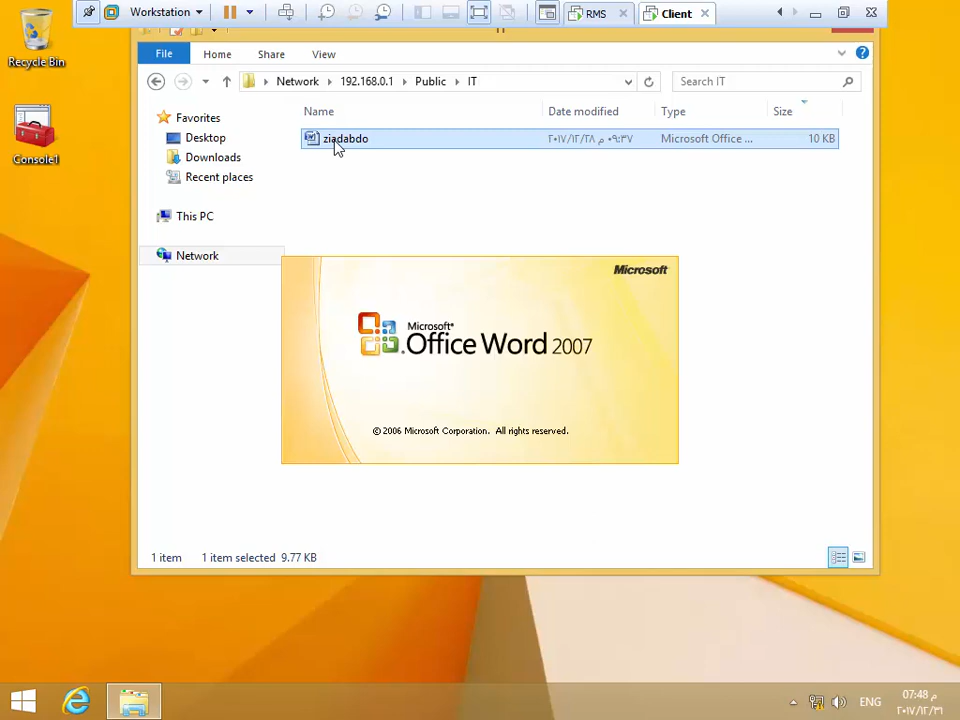 Recycle Bin
Console1
Workstation
RMS
Client
File
Home
Share
View
Network
192.168.0.1
Public
IT
Search IT
Name
Date modified
Type
Size
Favorites
Desktop
Downloads
Recent places
This PC
Network
ziadabdo
٢٠١٧/١٢/٢٨ م ٠٩:٣٧
Microsoft Office ...
10 KB
Microsoft
Microsoft®
Office Word 2007
© 2006 Microsoft Corporation. All rights reserved.
1 item
1 item selected 9.77 KB
ENG
07:48 م
٢٠١٧/١٢/٣١